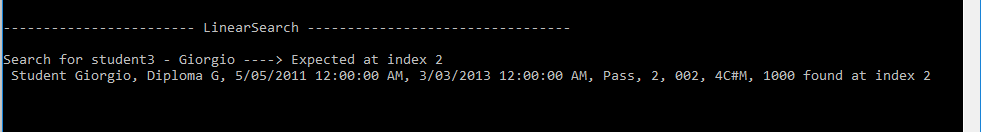 ------------------------ LinearSearch ---------------------------------
Search for student3 - Giorgio ----> Expected at index 2
Student Giorgio, Diploma G, 5/05/2011 12:00:00 AM, 3/03/2013 12:00:00 AM, Pass, 2, 002, 4C#M, 1000 found at index 2